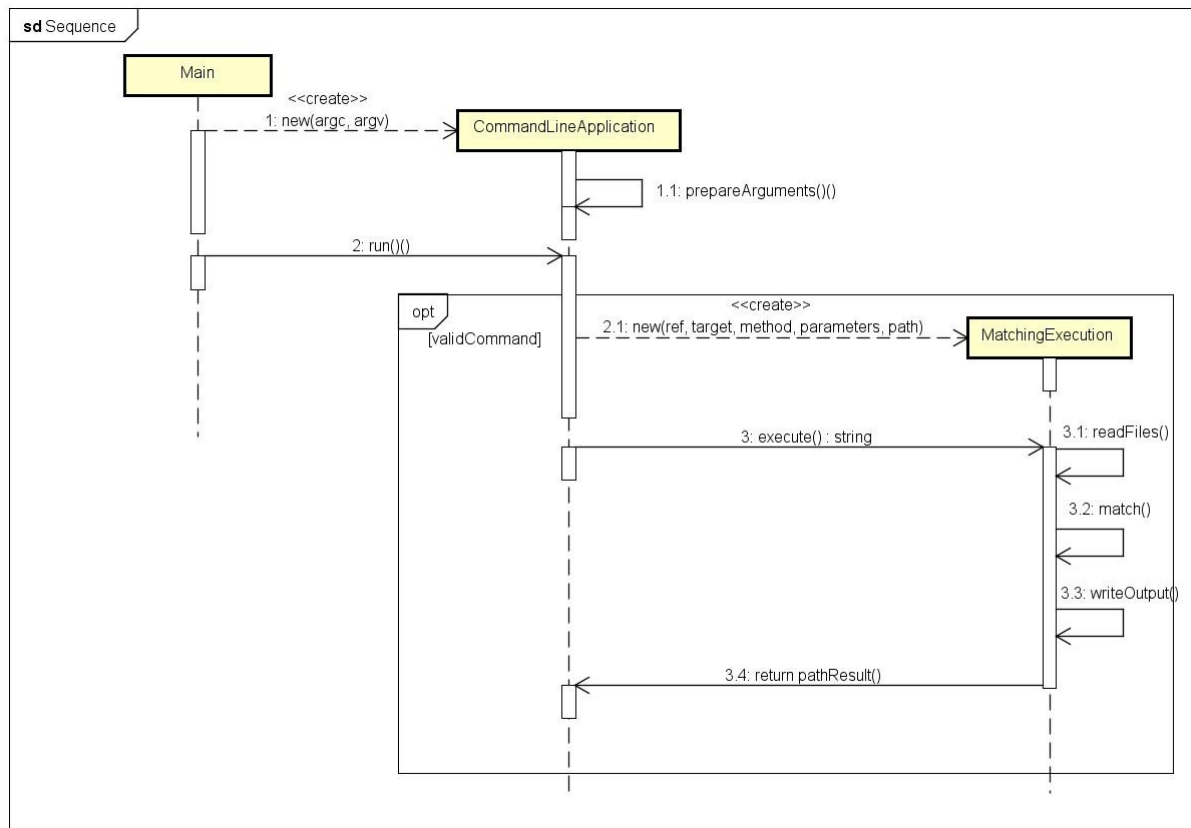 sd Sequence
Main
<<create>>
1: new(argc, argv)
CommandLineApplication
1.1: prepareArguments()()
2: run()()
opt
[validCommand]
<<create>>
2.1: new(ref, target, method, parameters, path)
MatchingExecution
3: execute() : string
3.1: readFiles()
3.2: match()
3.3: writeOutput()
3.4: return pathResult()